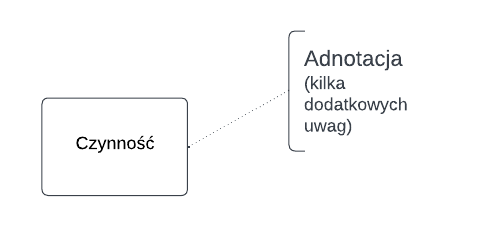 Adnotacja
(kilka
dodatkowych
uwag)
Czynność